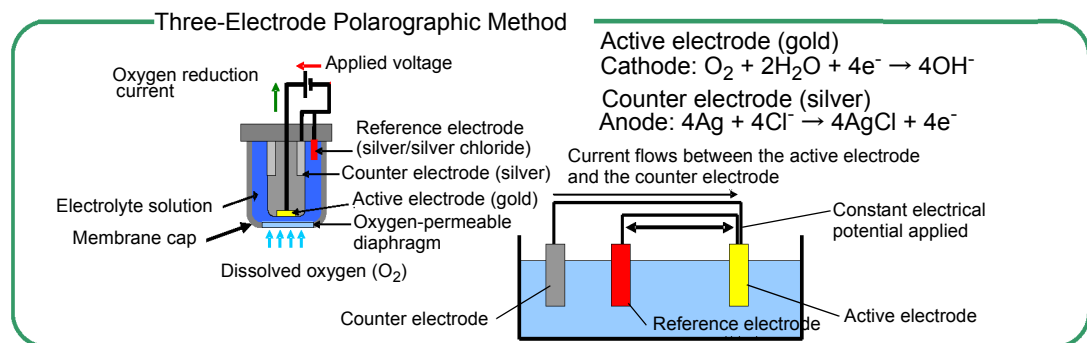 Three-Electrode Polarographic Method
Oxygen reduction
current
Applied voltage
Reference electrode
(silver/silver chloride)
Counter electrode (silver)
Active electrode (gold)
Oxygen-permeable
diaphragm
Electrolyte solution
Membrane cap
Dissolved oxygen (O₂)
Active electrode (gold)
Cathode: O₂ + 2H₂O + 4e⁻ → 4OH⁻
Counter electrode (silver)
Anode: 4Ag + 4Cl⁻ → 4AgCl + 4e⁻
Current flows between the active electrode
and the counter electrode
Constant electrical
potential applied
Counter electrode
Reference electrode
Active electrode